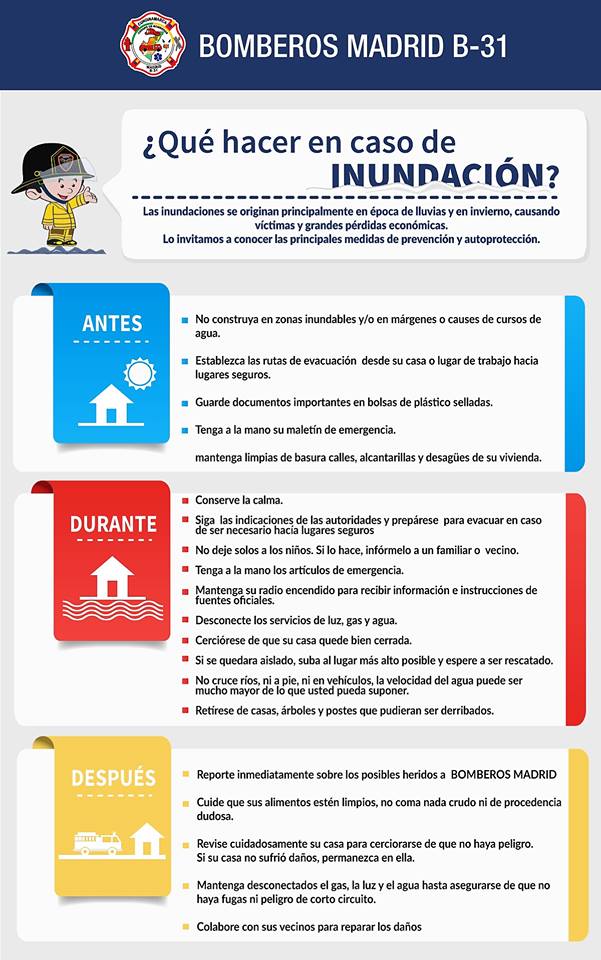 CUNDINAMARCA
MADRID
B-31
BOMBEROS MADRID B-31
¿Qué hacer en caso de
INUNDACIÓN?
Las inundaciones se originan principalmente en época de lluvias y en invierno, causando
víctimas y grandes pérdidas económicas.
Lo invitamos a conocer las principales medidas de prevención y autoprotección.
ANTES
No construya en zonas inundables y/o en márgenes o causes de cursos de
agua.
Establezca las rutas de evacuación desde su casa o lugar de trabajo hacia
lugares seguros.
Guarde documentos importantes en bolsas de plástico selladas.
Tenga a la mano su maletín de emergencia.
mantenga limpias de basura calles, alcantarillas y desagües de su vivienda.
DURANTE
Conserve la calma.
Siga las indicaciones de las autoridades y prepárese para evacuar en caso
de ser necesario hacia lugares seguros
No deje solos a los niños. Si lo hace, infórmelo a un familiar o vecino.
Tenga a la mano los artículos de emergencia.
Mantenga su radio encendido para recibir información e instrucciones de
fuentes oficiales.
Desconecte los servicios de luz, gas y agua.
Cerciórese de que su casa quede bien cerrada.
Si se quedara aislado, suba al lugar más alto posible y espere a ser rescatado.
No cruce ríos, ni a pie, ni en vehículos, la velocidad del agua puede ser
mucho mayor de lo que usted pueda suponer.
Retírese de casas, árboles y postes que pudieran ser derribados.
DESPUÉS
Reporte inmediatamente sobre los posibles heridos a BOMBEROS MADRID
Cuide que sus alimentos estén limpios, no coma nada crudo ni de procedencia
dudosa.
Revise cuidadosamente su casa para cerciorarse de que no haya peligro.
Si su casa no sufrió daños, permanezca en ella.
Mantenga desconectados el gas, la luz y el agua hasta asegurarse de que no
haya fugas ni peligro de corto circuito.
Colabore con sus vecinos para reparar los daños